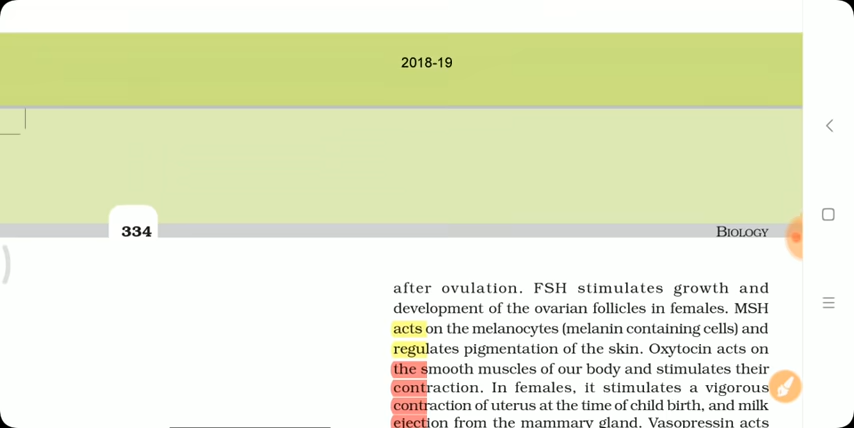 2018-19
334
BIOLOGY
after ovulation. FSH stimulates growth and
development of the ovarian follicles in females. MSH
acts on the melanocytes (melanin containing cells) and
regulates pigmentation of the skin. Oxytocin acts on
the smooth muscles of our body and stimulates their
contraction. In females, it stimulates a vigorous
contraction of uterus at the time of child birth, and milk
ejection from the mammary gland. Vasopressin acts